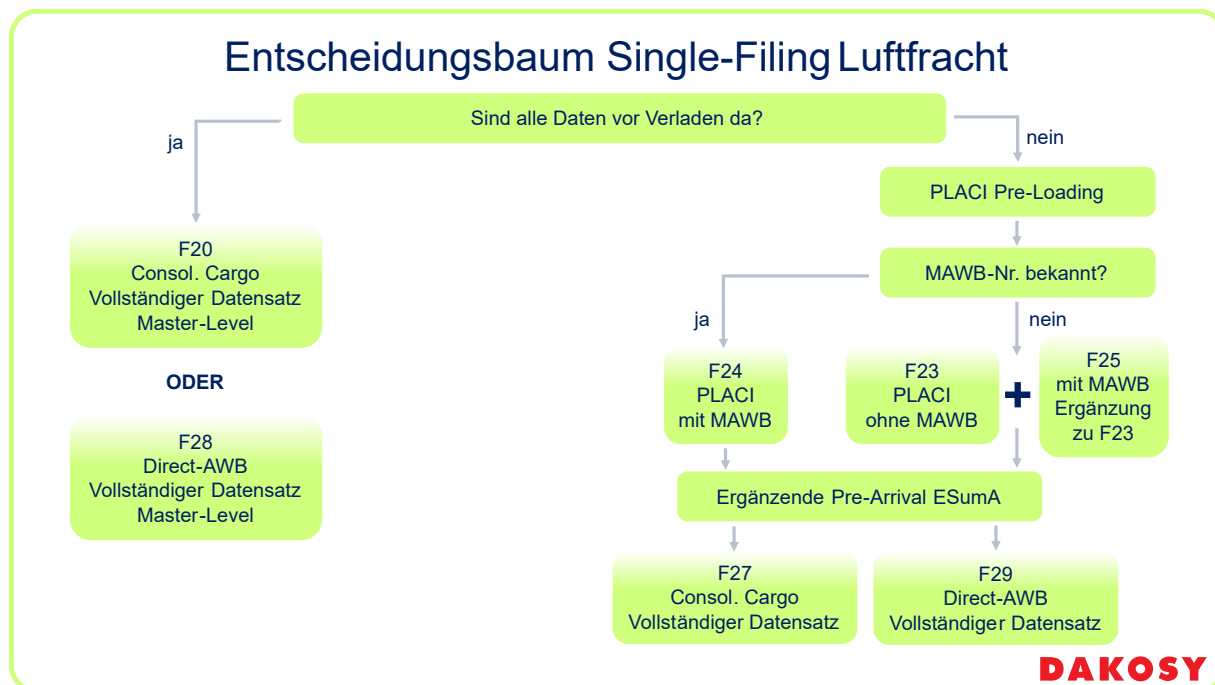 Entscheidungsbaum Single-Filing Luftfracht
Sind alle Daten vor Verladen da?
ja
nein
PLACI Pre-Loading
F20
Consol. Cargo
Vollständiger Datensatz
Master-Level
MAWB-Nr. bekannt?
ja
nein
ODER
F24
PLACI
mit MAWB
F23
PLACI
ohne MAWB
+
F25
mit MAWB
Ergänzung
zu F23
F28
Direct-AWB
Vollständiger Datensatz
Master-Level
Ergänzende Pre-Arrival ESumA
F27
Consol. Cargo
Vollständiger Datensatz
F29
Direct-AWB
Vollständiger Datensatz
DAKOSY